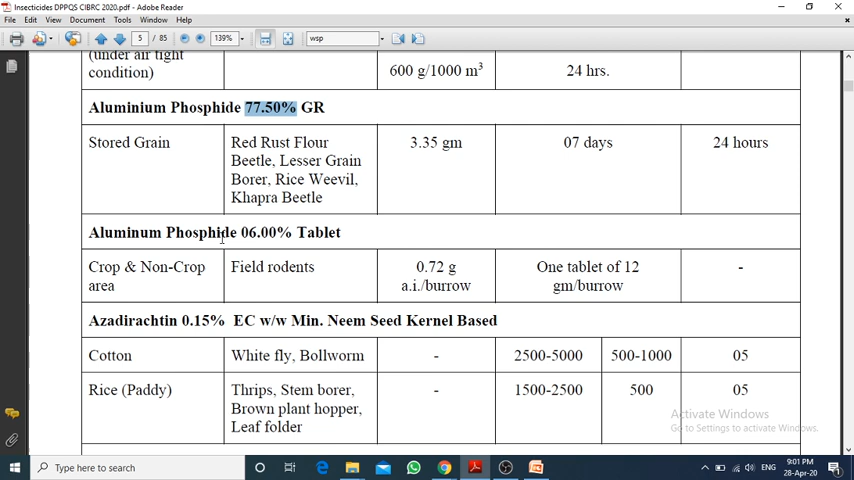 Insecticides DPPQS CIBRC 2020.pdf - Adobe Reader
File Edit View Document Tools Window Help
5 / 85 139% wsp
(under air tight
condition)
600 g/1000 m³ 24 hrs.
Aluminium Phosphide 77.50% GR
Stored Grain Red Rust Flour 3.35 gm 07 days 24 hours
Beetle, Lesser Grain
Borer, Rice Weevil,
Khapra Beetle
Aluminum Phosphide 06.00% Tablet
Crop & Non-Crop Field rodents 0.72 g One tablet of 12 -
area a.i./burrow gm/burrow
Azadirachtin 0.15% EC w/w Min. Neem Seed Kernel Based
Cotton White fly, Bollworm - 2500-5000 500-1000 05
Rice (Paddy) Thrips, Stem borer, - 1500-2500 500 05
Brown plant hopper,
Leaf folder
Activate Windows
Go to Settings to activate Windows.
Type here to search
ENG
9:01 PM
28-Apr-20
1